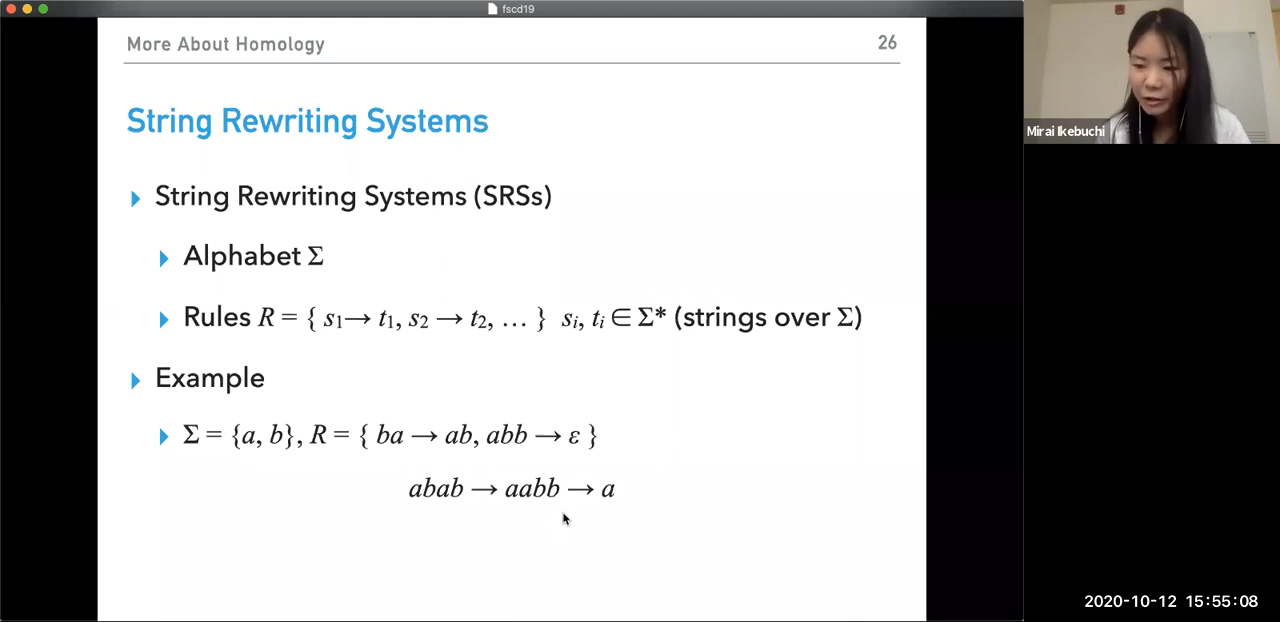 fscd19
More About Homology 26
String Rewriting Systems
String Rewriting Systems (SRSs)
Alphabet Σ
Rules R = { s₁→ t₁, s₂ → t₂, … } sᵢ, tᵢ ∈ Σ* (strings over Σ)
Example
Σ = {a, b}, R = { ba → ab, abb → ε }
abab → aabb → a
Mirai Ikebuchi
2020-10-12 15:55:08